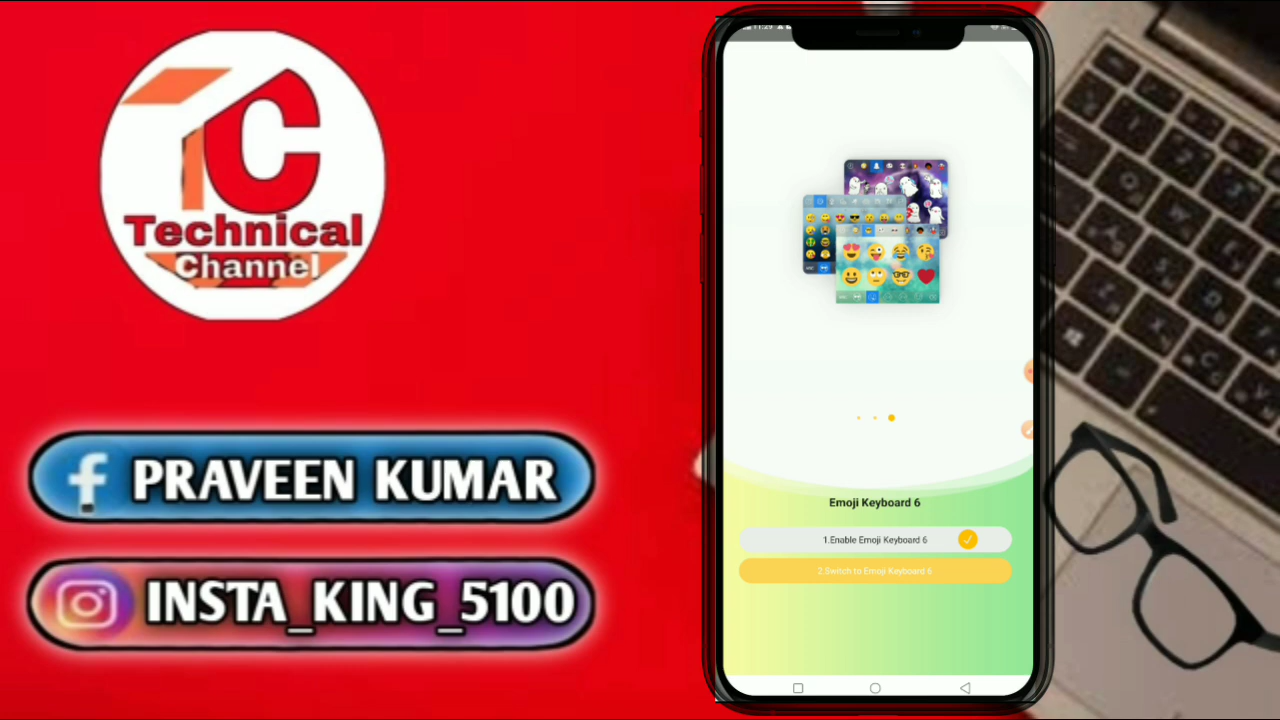 C
Technical
Channel
f PRAVEEN KUMAR
INSTA_KING_5100
Emoji Keyboard 6
1.Enable Emoji Keyboard 6
2.Switch to Emoji Keyboard 6